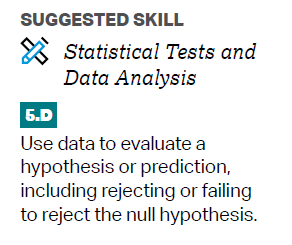 SUGGESTED SKILL
Statistical Tests and
Data Analysis
5.D
Use data to evaluate a
hypothesis or prediction,
including rejecting or failing
to reject the null hypothesis.